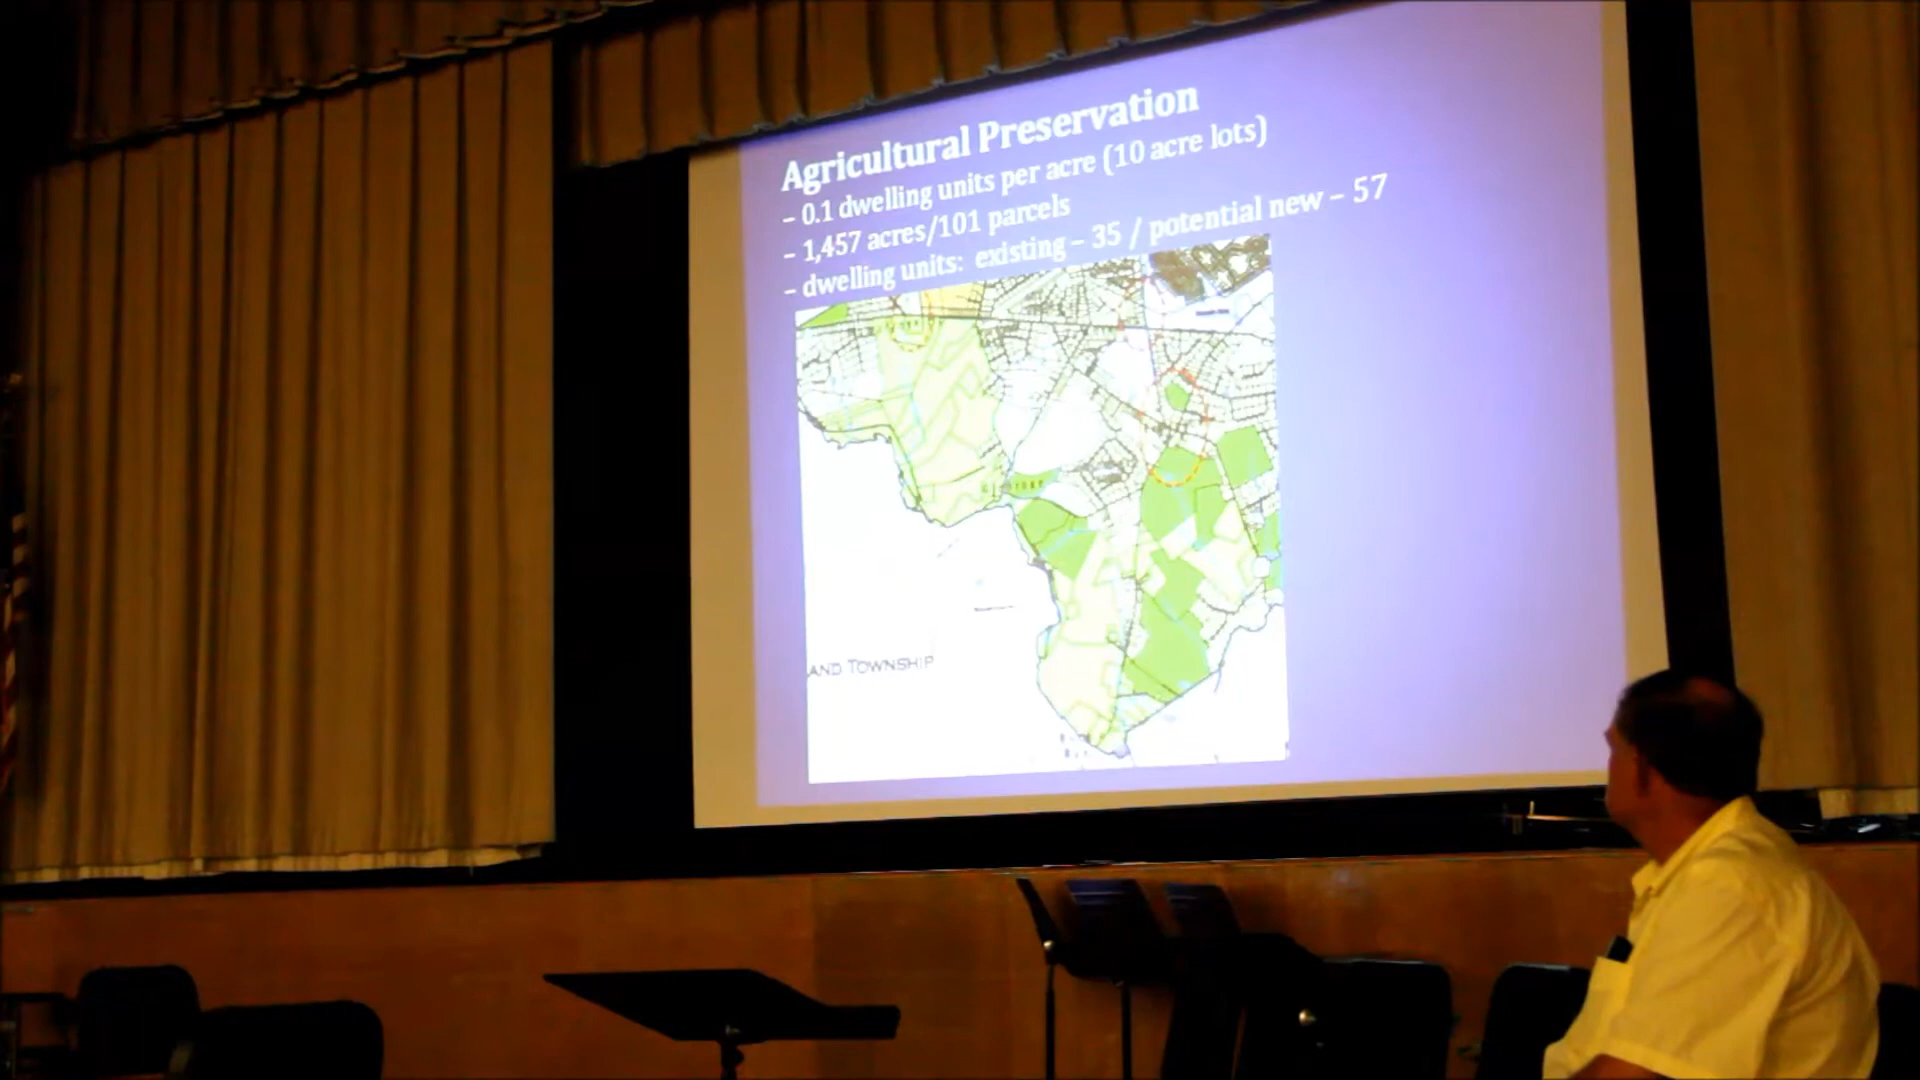 Agricultural Preservation
– 0.1 dwelling units per acre (10 acre lots)
– 1,457 acres/101 parcels
– dwelling units: existing – 35 / potential new – 57
AND TOWNSHIP